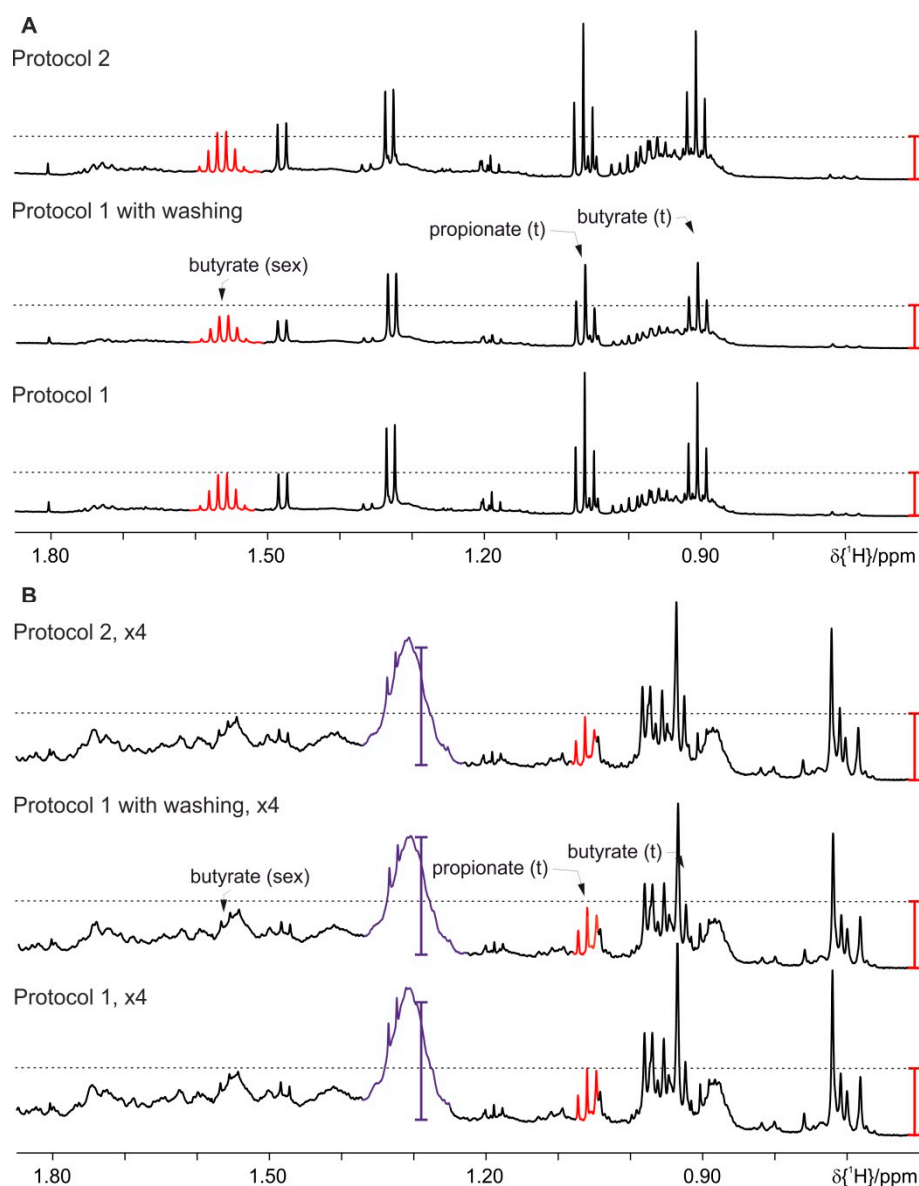 A
Protocol 2
Protocol 1 with washing
butyrate (t)
propionate (t)
butyrate (sex)
Protocol 1
1.80 1.50 1.20 0.90 δ{¹H}/ppm
B
Protocol 2, x4
Protocol 1 with washing, x4
butyrate (t)
propionate (t)
butyrate (sex)
Protocol 1, x4
1.80 1.50 1.20 0.90 δ{¹H}/ppm